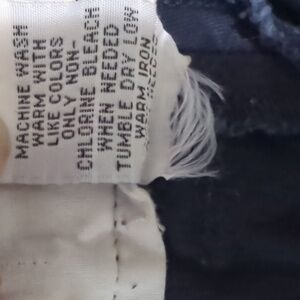 MACHINE WASH
WARM WITH
LIKE COLORS
ONLY NON-
CHLORINE BLEACH
WHEN NEEDED
TUMBLE DRY LOW
WARM IRON